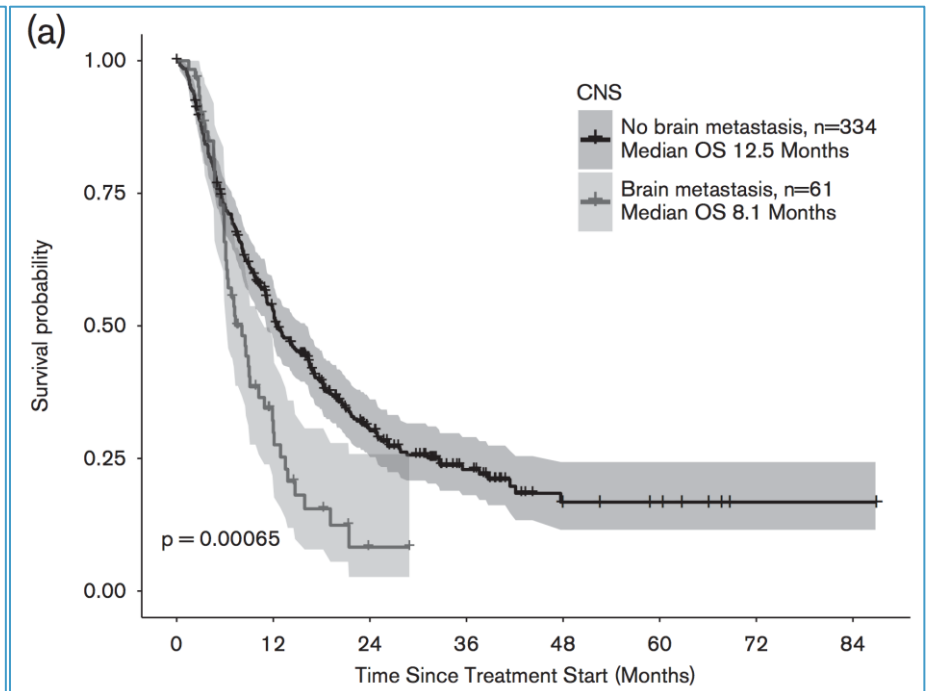 (a)
1.00
0.75
0.50
0.25
0.00
Survival probability
CNS
No brain metastasis, n=334
Median OS 12.5 Months
Brain metastasis, n=61
Median OS 8.1 Months
p = 0.00065
0 12 24 36 48 60 72 84
Time Since Treatment Start (Months)